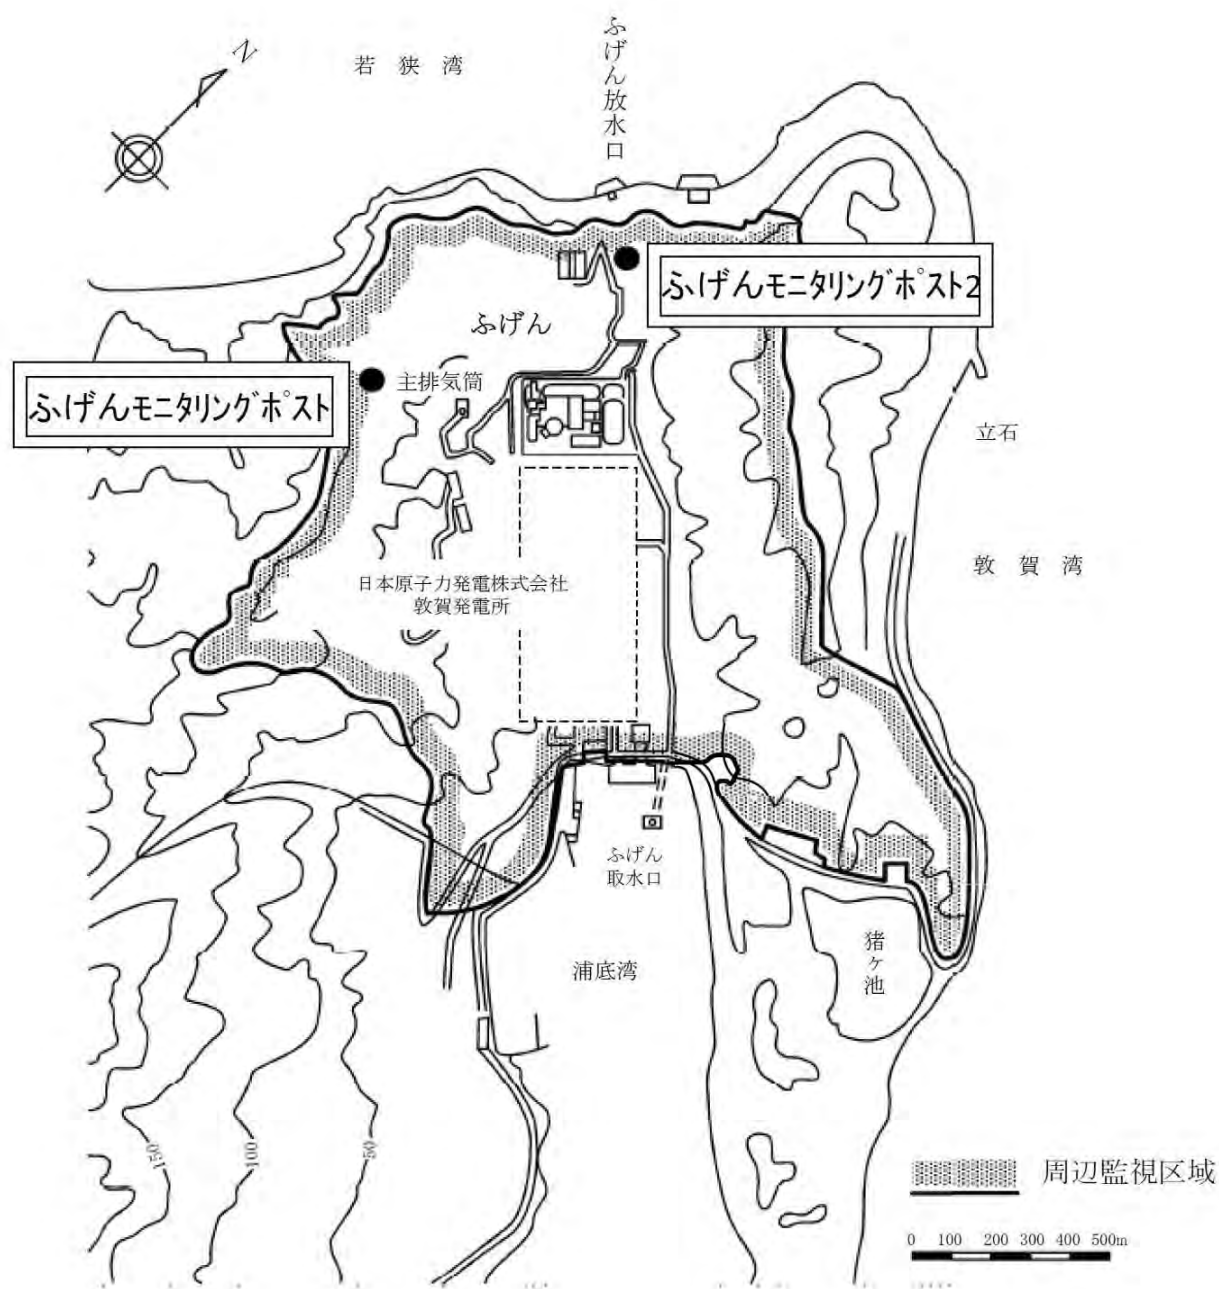 N
若狭湾
ふげん放水口
ふげんモニタリングポスト2
ふげん
ふげんモニタリングポスト
主排気筒
立石
日本原子力発電株式会社
敦賀発電所
敦賀湾
ふげん
取水口
浦底湾
猪ヶ池
150
100
50
周辺監視区域
0 100 200 300 400 500m